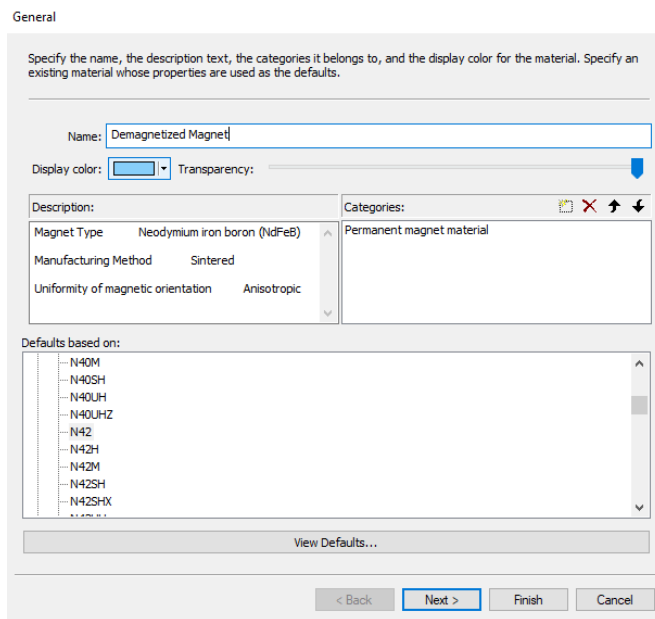 General
Specify the name, the description text, the categories it belongs to, and the display color for the material. Specify an
existing material whose properties are used as the defaults.
Name: Demagnetized Magnet
Display color: Transparency:
Description: Categories:
Magnet Type Neodymium iron boron (NdFeB) Permanent magnet material
Manufacturing Method Sintered
Uniformity of magnetic orientation Anisotropic
Defaults based on:
N40M
N40SH
N40UH
N40UHZ
N42
N42H
N42M
N42SH
N42SHX
View Defaults...
< Back Next > Finish Cancel